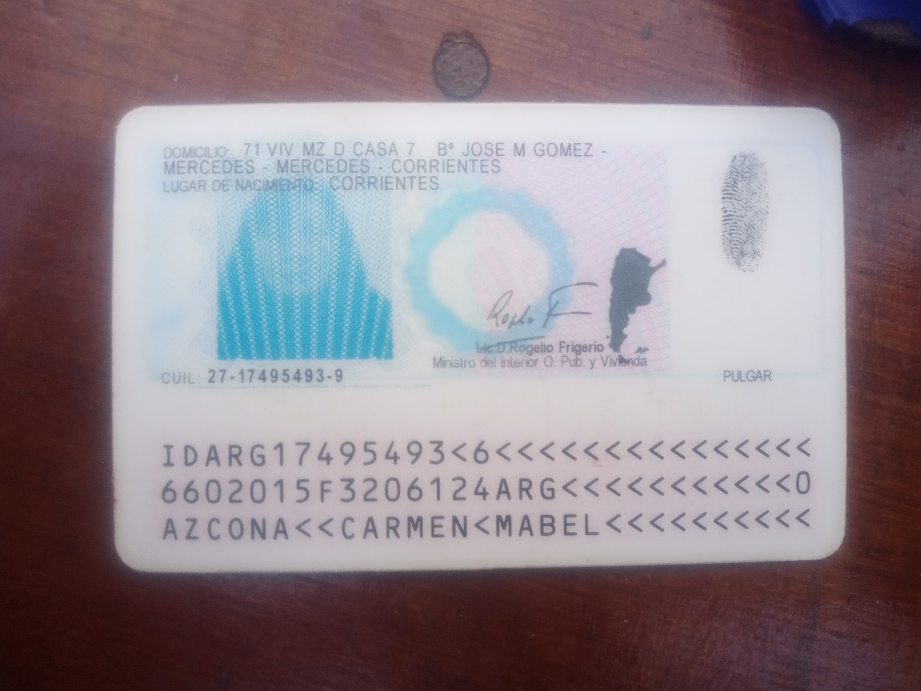 DOMICILIO: 71 VIV MZ D CASA 7 Bº JOSE M GOMEZ -
MERCEDES - MERCEDES - CORRIENTES
LUGAR DE NACIMIENTO: CORRIENTES
Lic.D.Rogelio Frigerio
Ministro del Interior O. Pub. y Vivienda
CUIL: 27-17495493-9
PULGAR
IDARG17495493<6<<<<<<<<<<<<<<<
6602015F3206124ARG<<<<<<<<<<<0
AZCONA<<CARMEN<MABEL<<<<<<<<<<